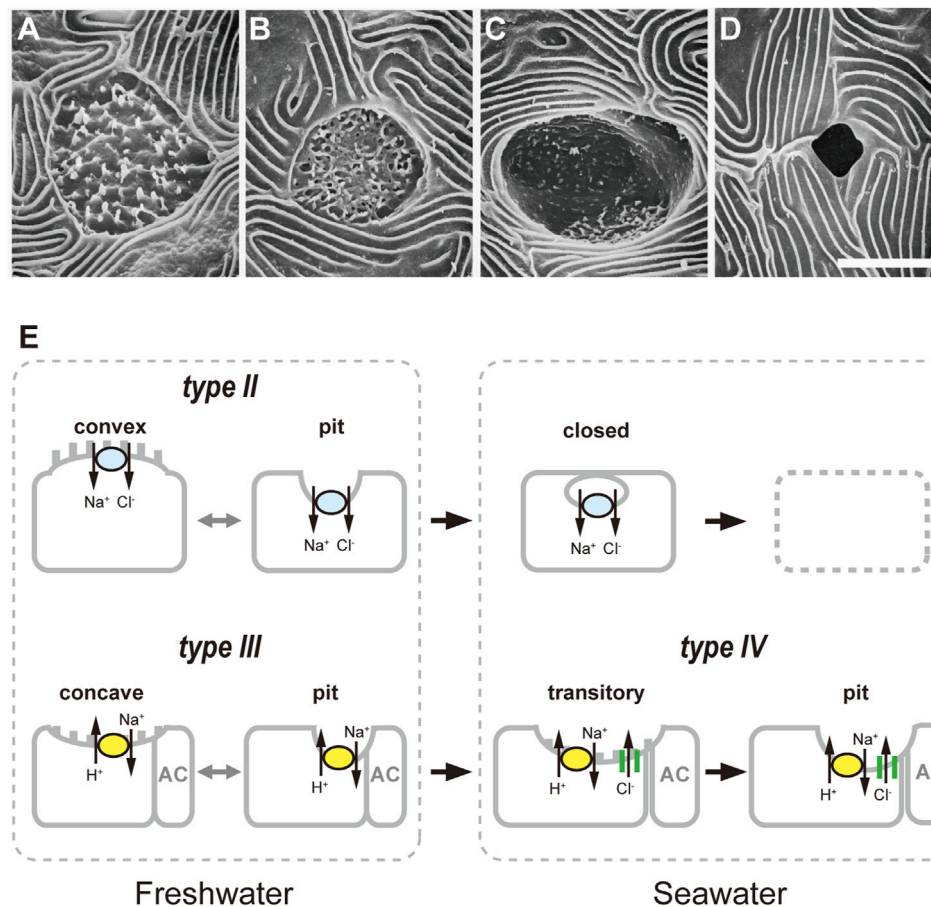 A B C D
E
type II
convex pit closed
Na⁺ Cl⁻ Na⁺ Cl⁻ Na⁺ Cl⁻
type III type IV
concave pit transitory pit
Na⁺ Na⁺ Na⁺ Na⁺
H⁺ AC H⁺ AC H⁺ Cl⁻ AC H⁺ Cl⁻ A
Freshwater Seawater